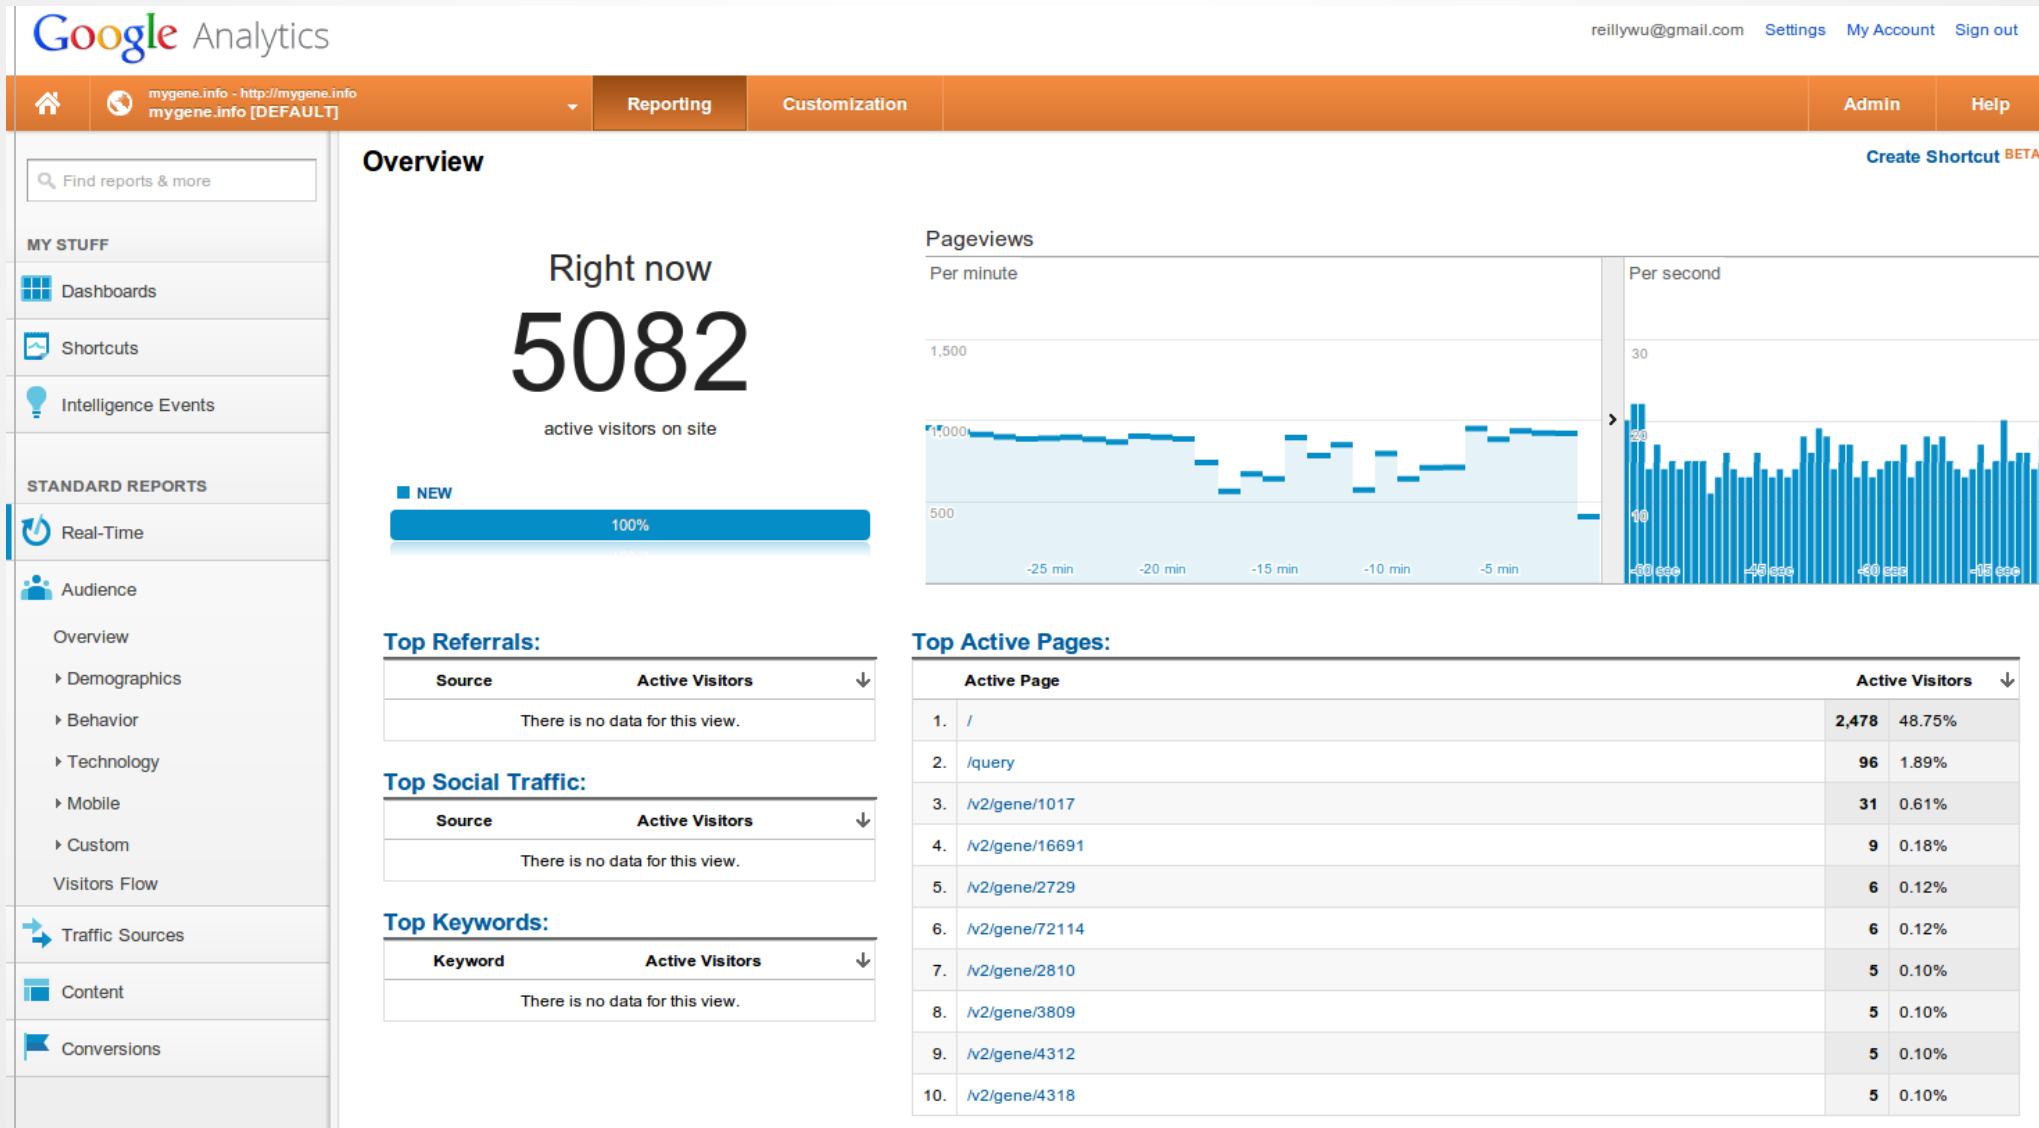 Google Analytics
reillywu@gmail.com Settings My Account Sign out
mygene.info - http://mygene.info
mygene.info [DEFAULT]
Reporting
Customization
Admin
Help
Find reports & more
MY STUFF
Dashboards
Shortcuts
Intelligence Events
STANDARD REPORTS
Real-Time
Audience
Overview
Demographics
Behavior
Technology
Mobile
Custom
Visitors Flow
Traffic Sources
Content
Conversions
Overview
Create Shortcut BETA
Right now
5082
active visitors on site
NEW
100%
Pageviews
Per minute
1,500
1,000
500
-25 min -20 min -15 min -10 min -5 min
Per second
30
20
10
-60 sec -45 sec -30 sec -15 sec
Top Referrals:
Source Active Visitors
There is no data for this view.
Top Social Traffic:
Source Active Visitors
There is no data for this view.
Top Keywords:
Keyword Active Visitors
There is no data for this view.
Top Active Pages:
Active Page Active Visitors
1. / 2,478 48.75%
2. /query 96 1.89%
3. /v2/gene/1017 31 0.61%
4. /v2/gene/16691 9 0.18%
5. /v2/gene/2729 6 0.12%
6. /v2/gene/72114 6 0.12%
7. /v2/gene/2810 5 0.10%
8. /v2/gene/3809 5 0.10%
9. /v2/gene/4312 5 0.10%
10. /v2/gene/4318 5 0.10%